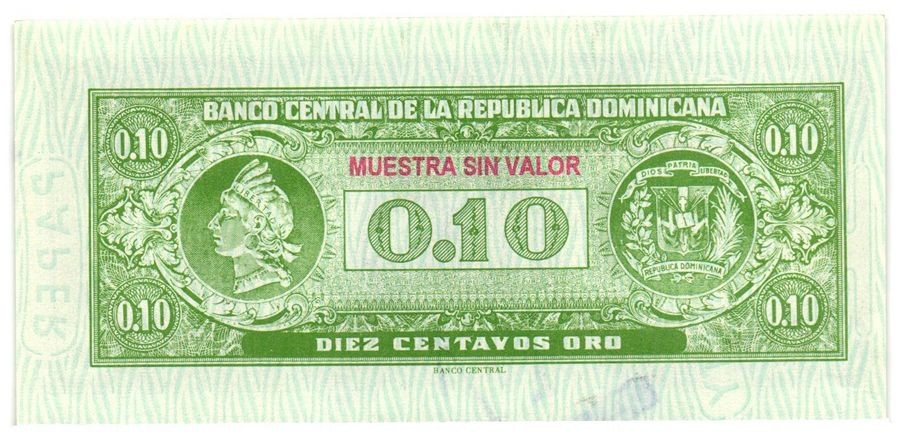 BANCO CENTRAL DE LA REPUBLICA DOMINICANA
0.10
0.10
MUESTRA SIN VALOR
DIOS PATRIA LIBERTAD
0.10
REPUBLICA DOMINICANA
0.10
0.10
DIEZ CENTAVOS ORO
BANCO CENTRAL
PAPER